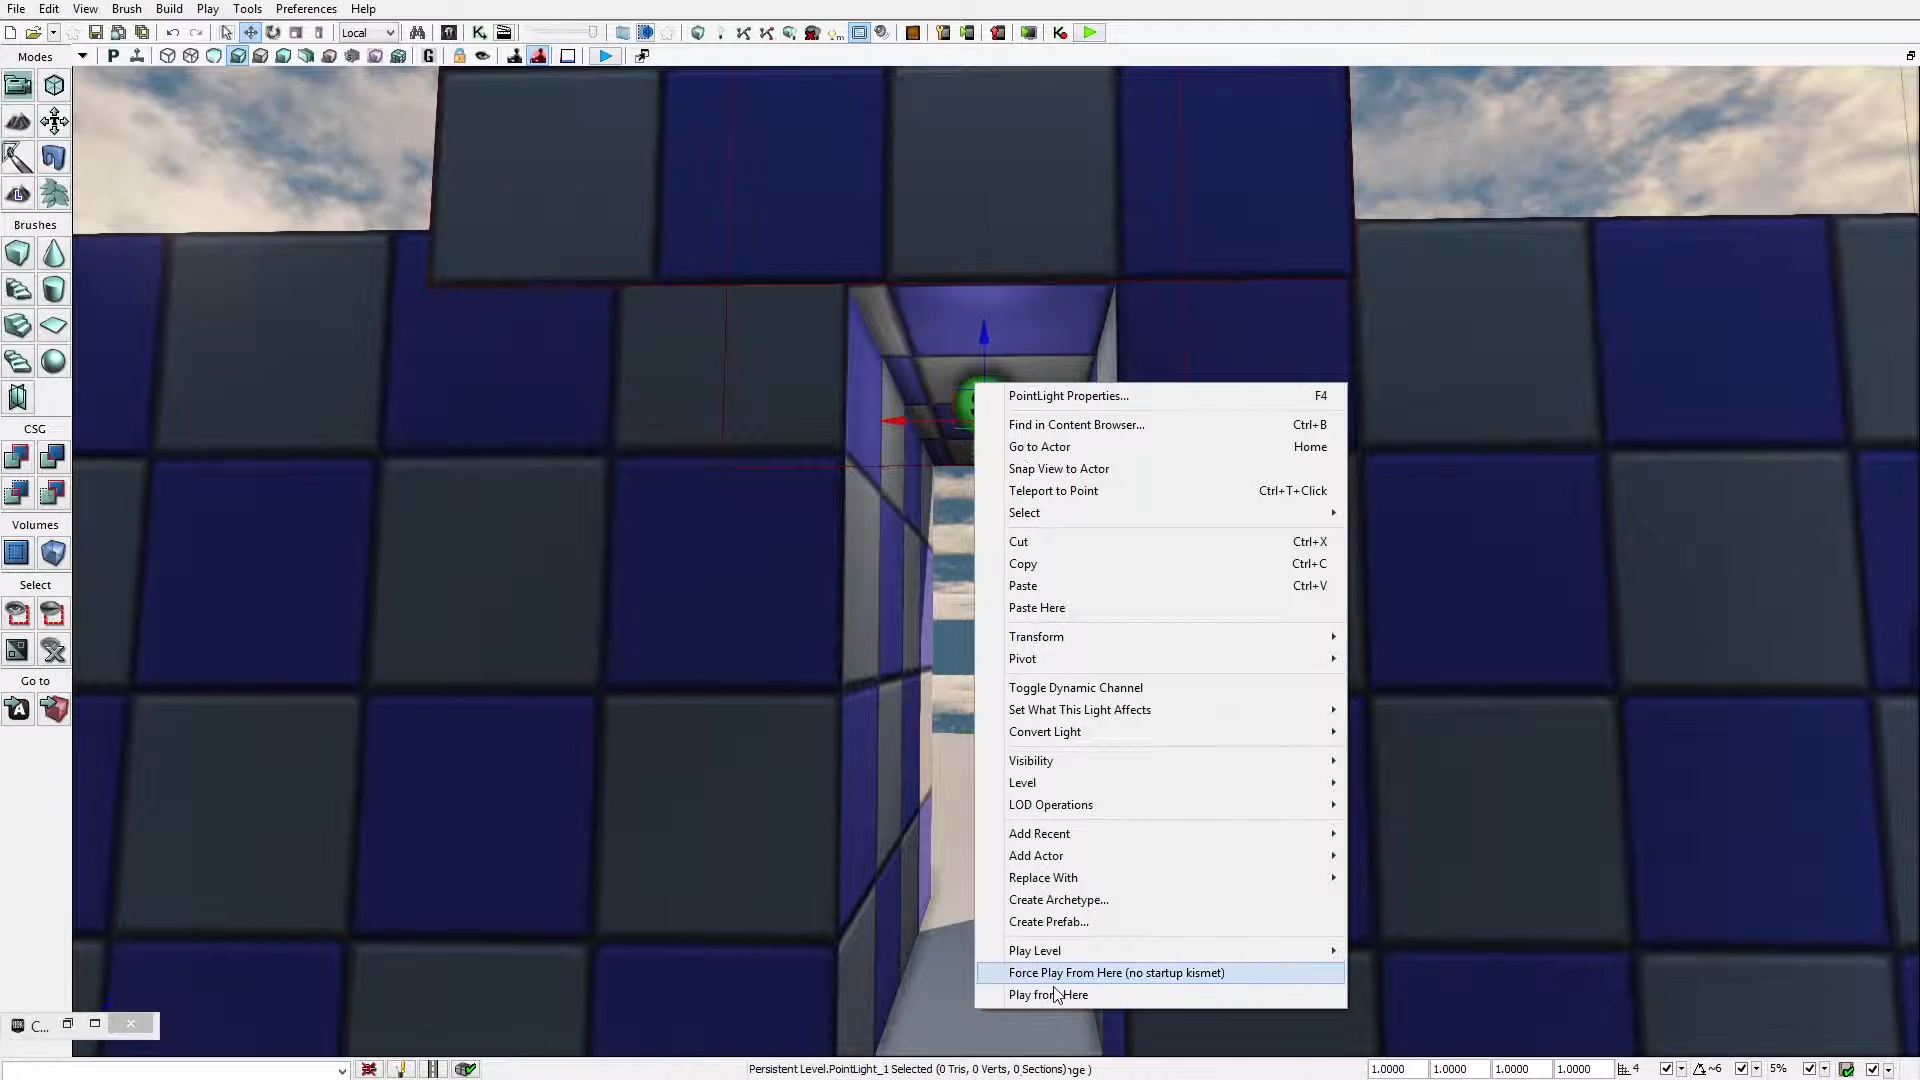 File Edit View Brush Build Play Tools Preferences Help
Local
Modes
P
G
Brushes
CSG
Volumes
Select
Go to
A
PointLight Properties... F4
Find in Content Browser... Ctrl+B
Go to Actor Home
Snap View to Actor
Teleport to Point Ctrl+T+Click
Select
Cut Ctrl+X
Copy Ctrl+C
Paste Ctrl+V
Paste Here
Transform
Pivot
Toggle Dynamic Channel
Set What This Light Affects
Convert Light
Visibility
Level
LOD Operations
Add Recent
Add Actor
Replace With
Create Archetype...
Create Prefab...
Play Level
Force Play From Here (no startup kismet)
Play from Here
C...
Persistent Level.PointLight_1 Selected (0 Tris, 0 Verts, 0 Sections)
1.0000 1.0000 1.0000 1.0000 4 ~6 5%